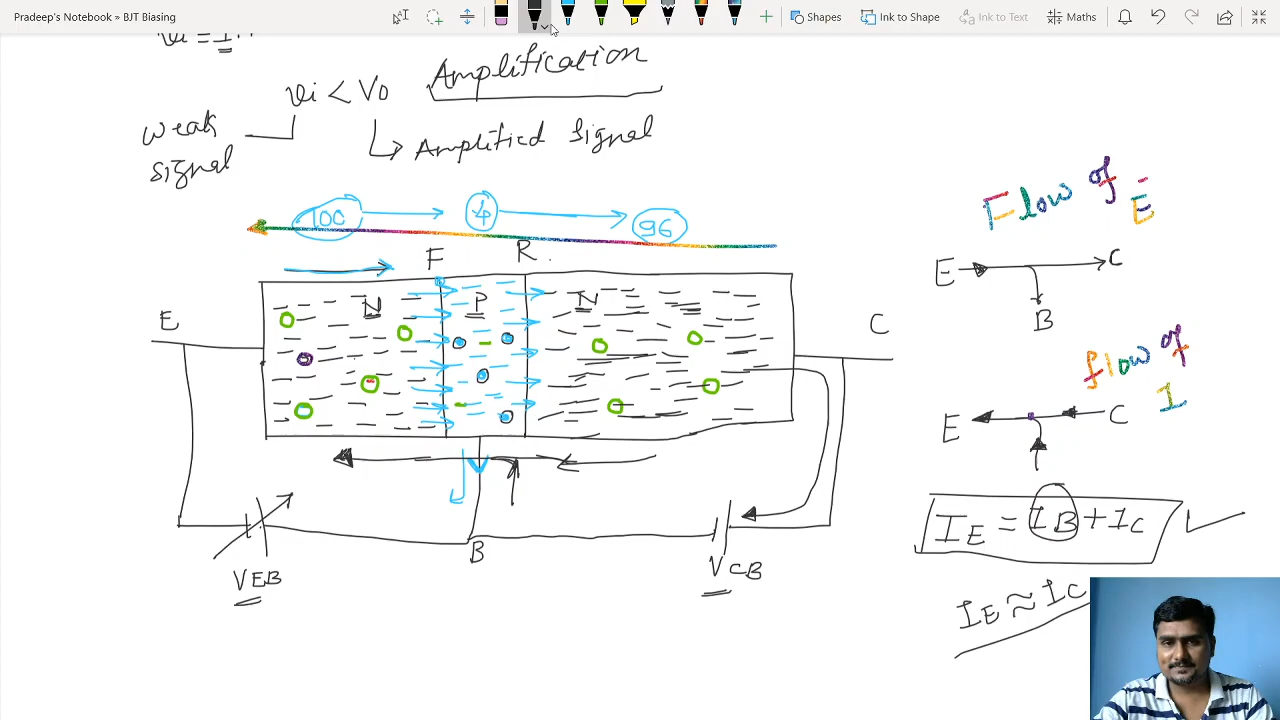 Pradeep's Notebook » BJT Biasing
Shapes
Ink to Shape
Ink to Text
Maths
Vi = I
Amplification
Vi < Vo
weak
signal
Amplified signal
100
4
96
Flow of
E
F
R
E
C
B
N
P
N
E
C
flow of
I
E
C
IE = IB + IC
B
VEB
VCB
IE ≈ IC